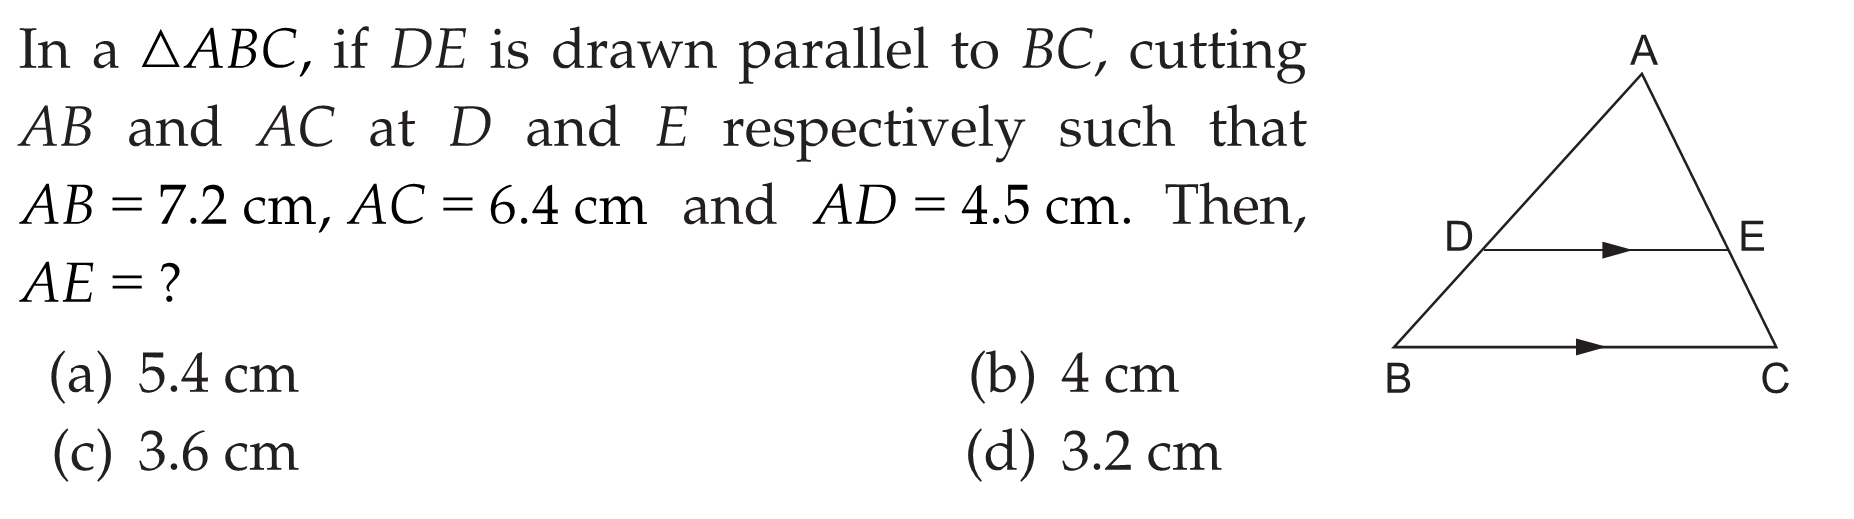 In a △ABC, if DE is drawn parallel to BC, cutting
AB and AC at D and E respectively such that
AB = 7.2 cm, AC = 6.4 cm and AD = 4.5 cm. Then,
AE = ?
(a) 5.4 cm (b) 4 cm
(c) 3.6 cm (d) 3.2 cm
A
D E
B C